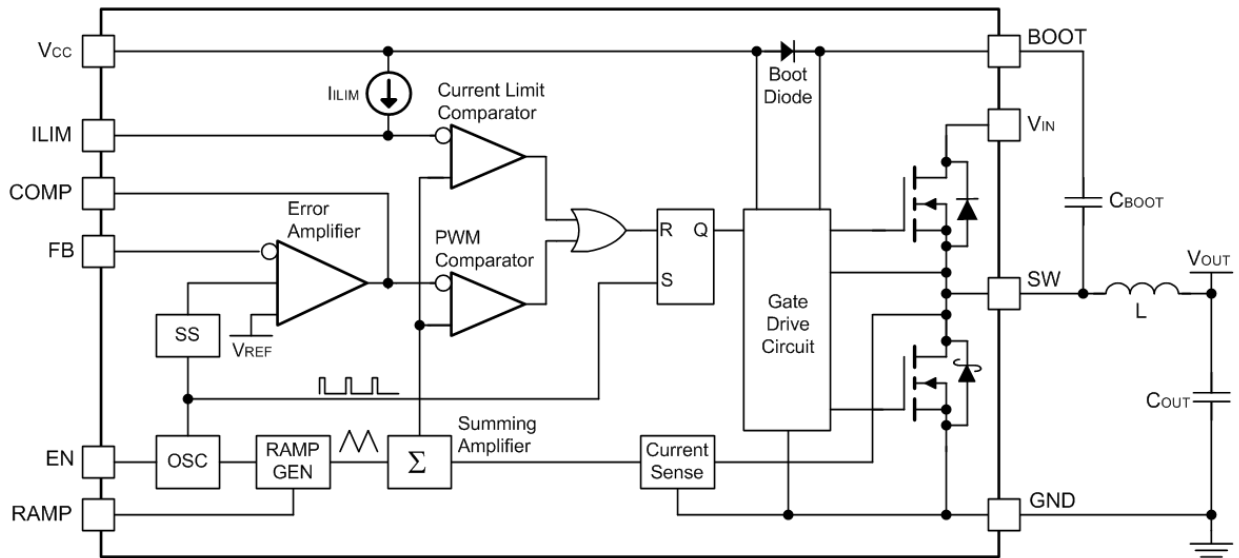 VCC
BOOT
Boot
Diode
IILIM
Current Limit
Comparator
VIN
ILIM
COMP
CBOOT
Error
Amplifier
FB
PWM
Comparator
R
Q
S
SW
VOUT
L
SS
VREF
Gate
Drive
Circuit
COUT
Summing
Amplifier
EN
OSC
RAMP
GEN
Σ
Current
Sense
RAMP
GND